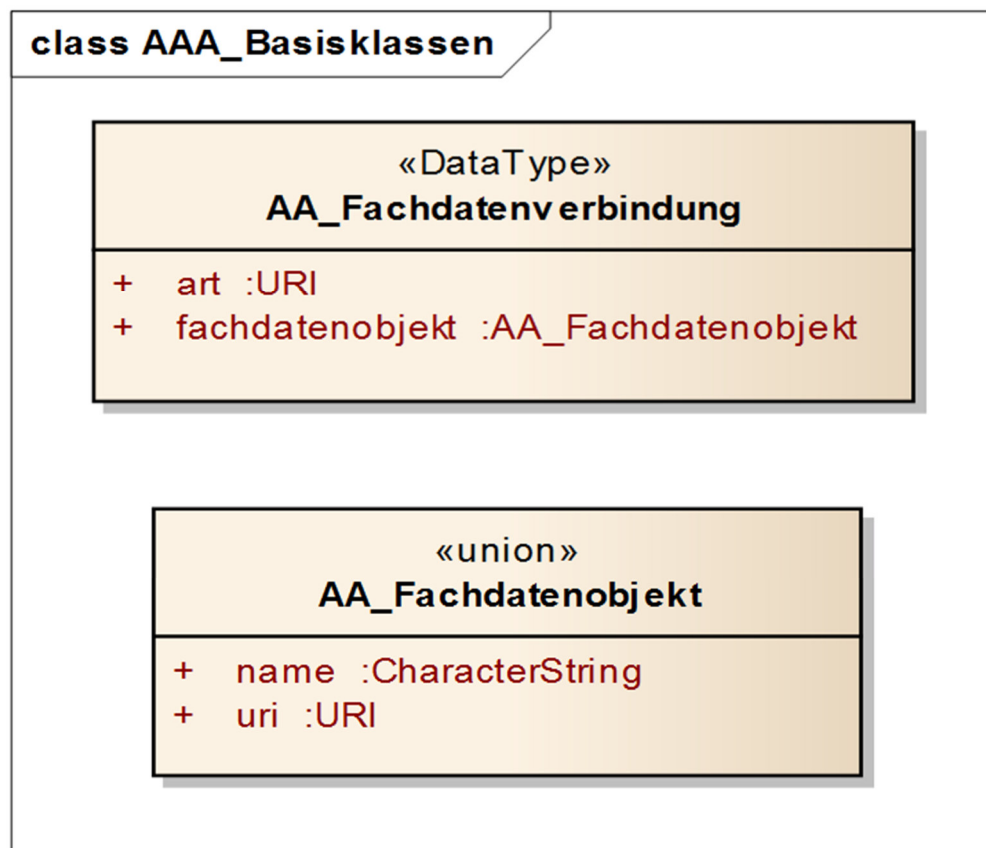 class AAA_Basisklassen
«DataType»
AA_Fachdatenverbindung
+ art :URI
+ fachdatenobjekt :AA_Fachdatenobjekt
«union»
AA_Fachdatenobjekt
+ name :CharacterString
+ uri :URI